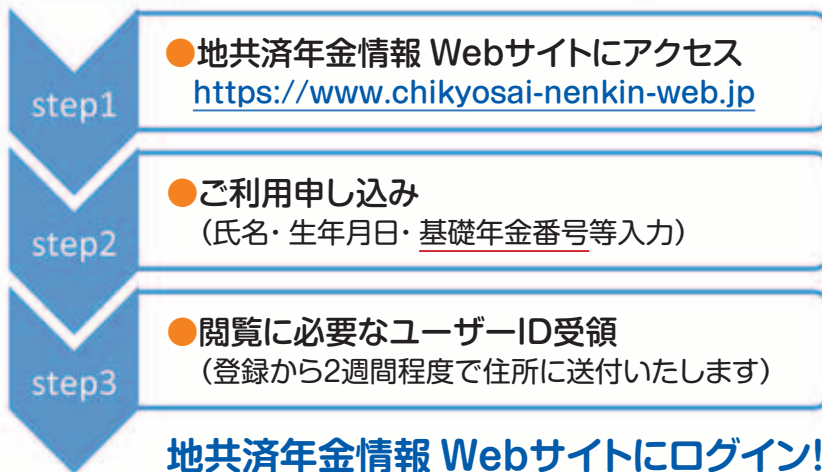 step1
●地共済年金情報 Webサイトにアクセス
https://www.chikyosai-nenkin-web.jp
step2
●ご利用申し込み
（氏名・生年月日・基礎年金番号等入力）
step3
●閲覧に必要なユーザーID受領
（登録から2週間程度で住所に送付いたします）
地共済年金情報 Webサイトにログイン!